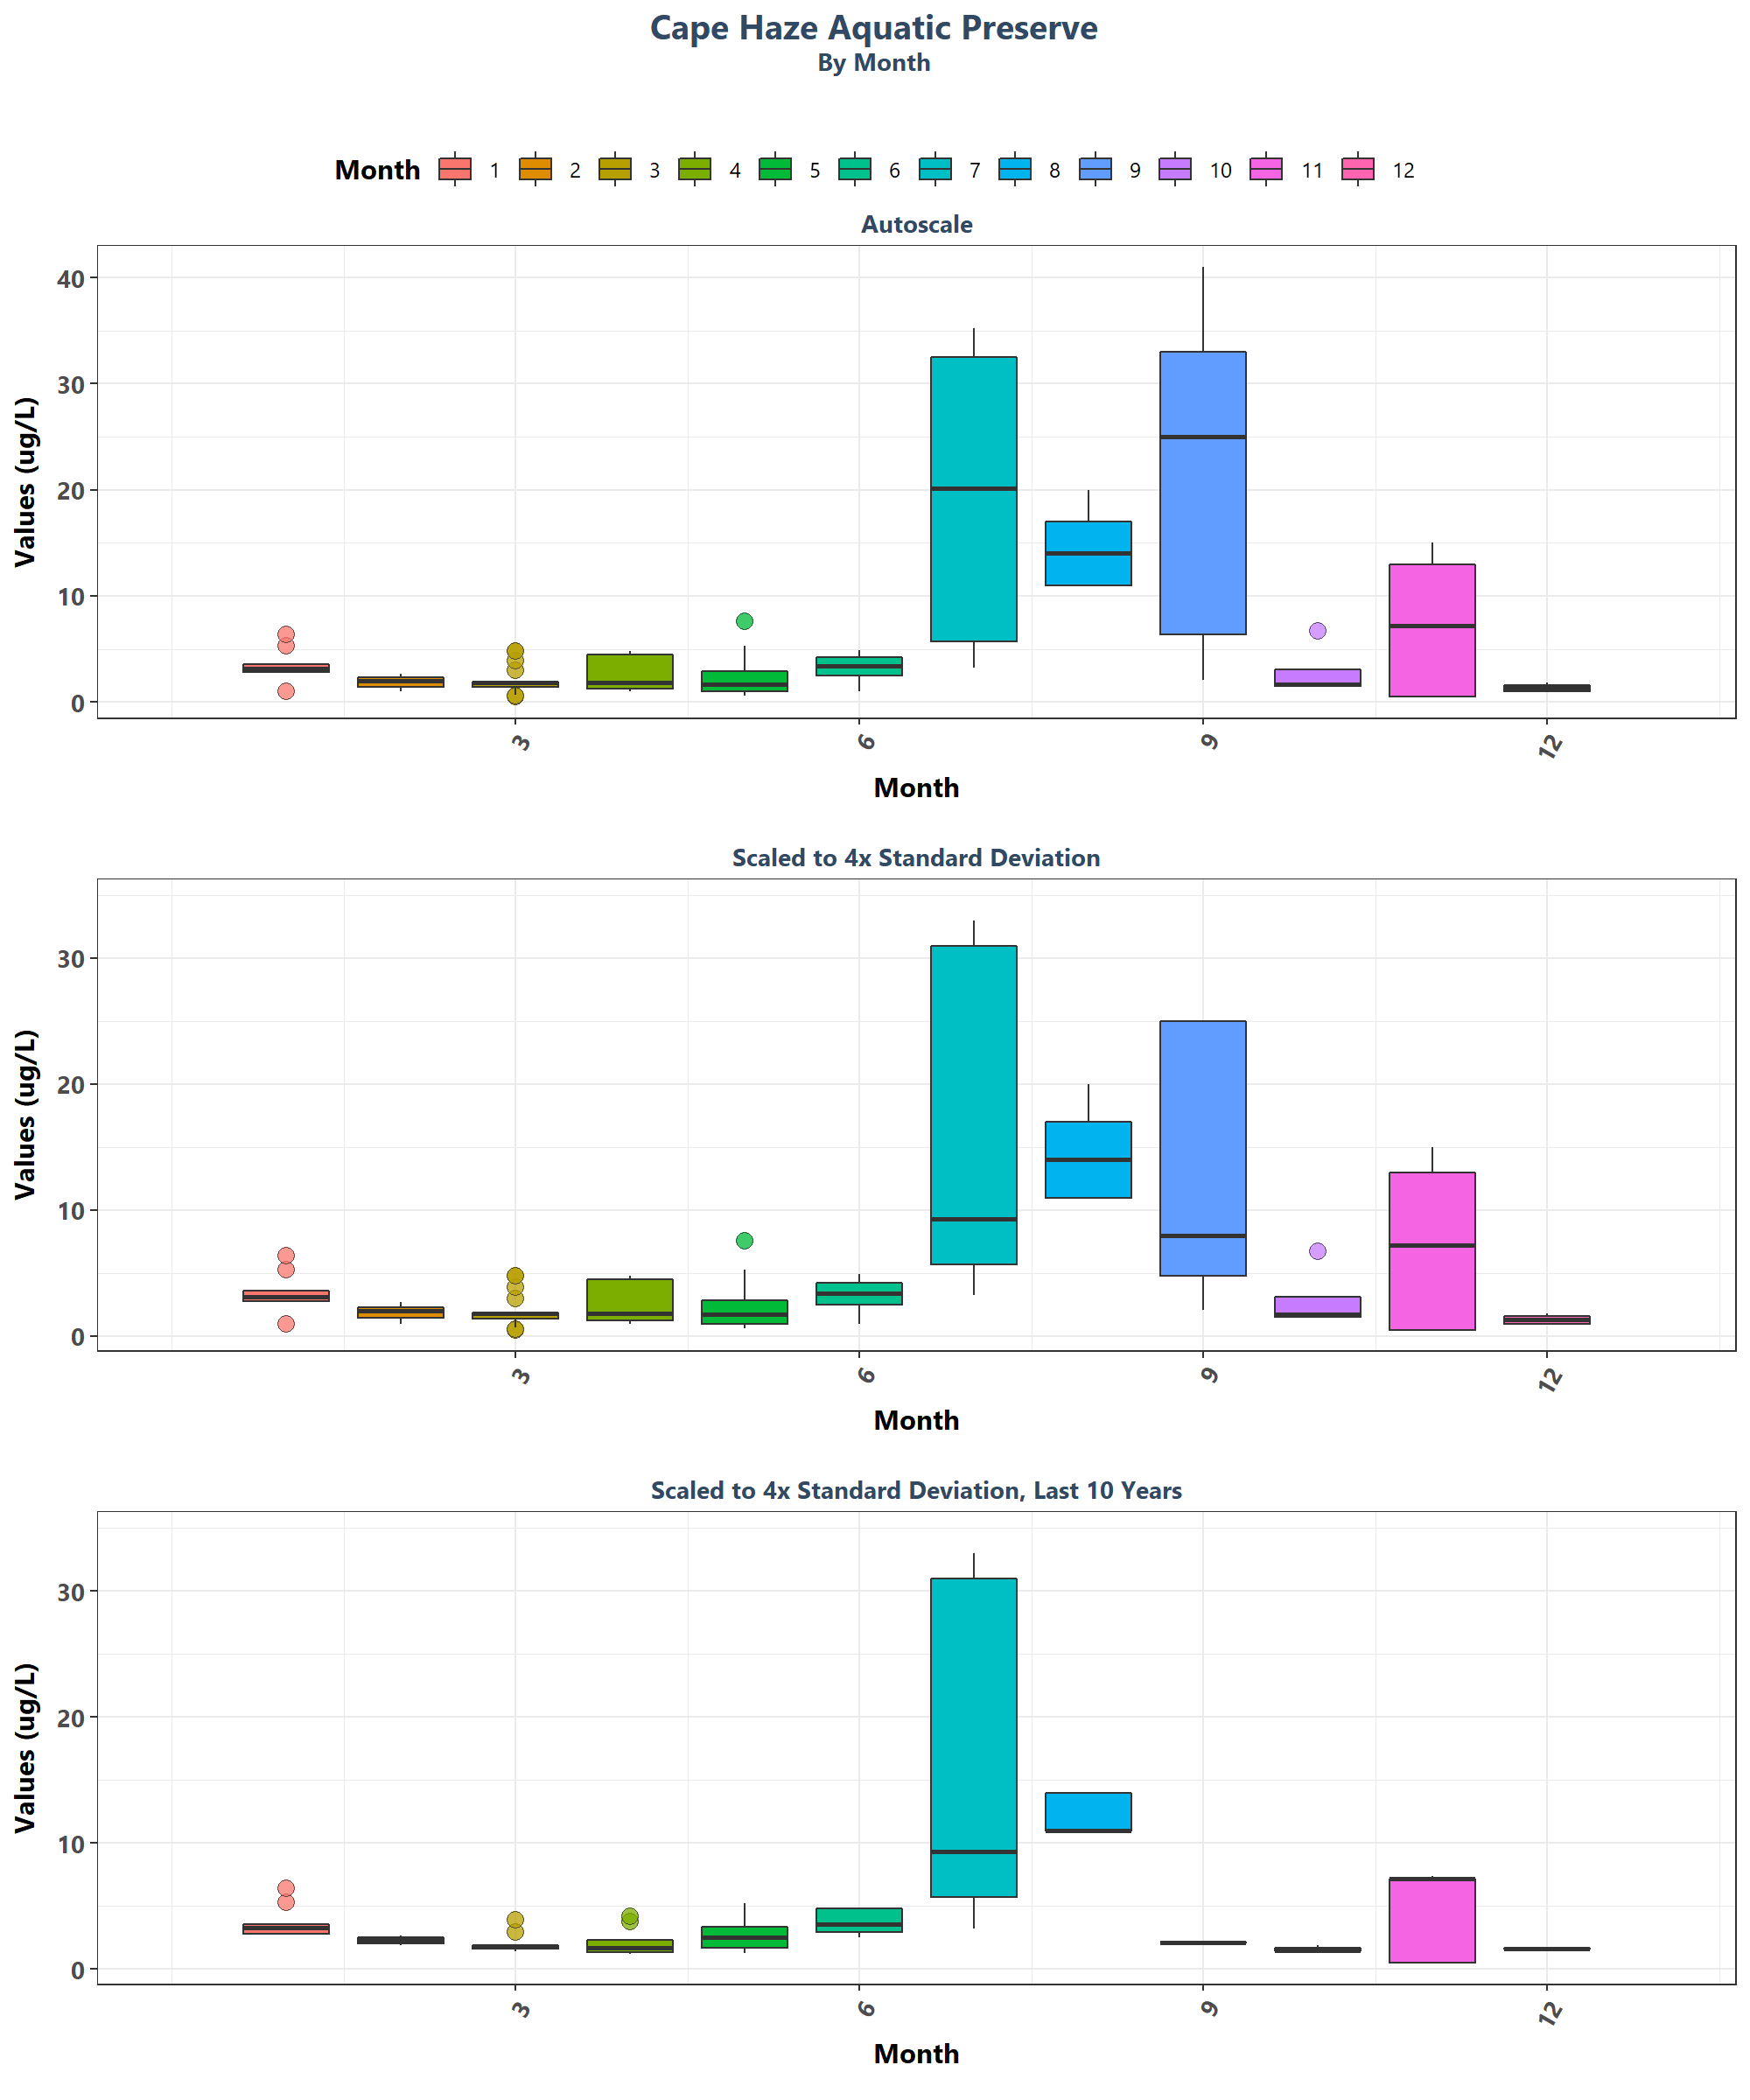 Cape Haze Aquatic Preserve
By Month
Month 1 2 3 4 5 6 7 8 9 10 11 12
Autoscale
Values (ug/L)
40
30
20
10
0
3 6 9 12
Month
Scaled to 4x Standard Deviation
Values (ug/L)
30
20
10
0
3 6 9 12
Month
Scaled to 4x Standard Deviation, Last 10 Years
Values (ug/L)
30
20
10
0
3 6 9 12
Month